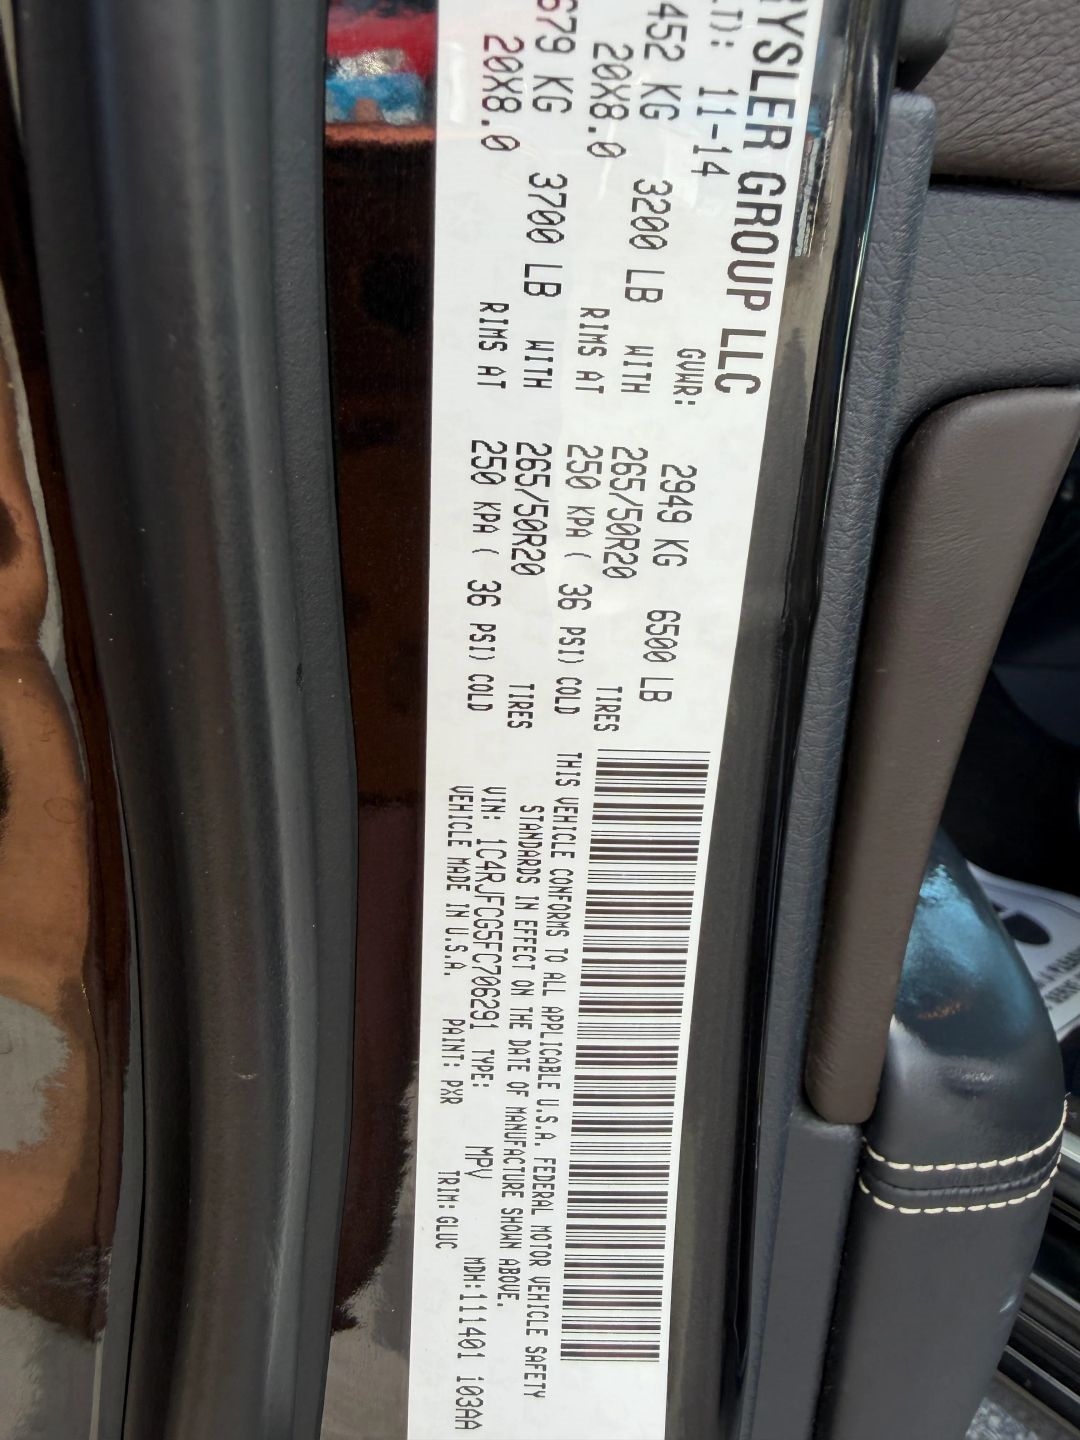 RYSLER GROUP LLC
LT): 11-14 GVWR: 2949 KG 6500 LB
452 KG 3200 LB WITH 265/50R20 TIRES
20X8.0 RIMS AT 250 KPA ( 36 PSI) COLD
679 KG 3700 LB WITH 265/50R20 TIRES
20X8.0 RIMS AT 250 KPA ( 36 PSI) COLD
THIS VEHICLE CONFORMS TO ALL APPLICABLE U.S.A. FEDERAL MOTOR VEHICLE SAFETY
STANDARDS IN EFFECT ON THE DATE OF MANUFACTURE SHOWN ABOVE.
VIN: 1C4RJFCG5FC706291 TYPE: MPV MDH:111401 i03AA
VEHICLE MADE IN U.S.A. PAINT: PXR TRIM: GLUC